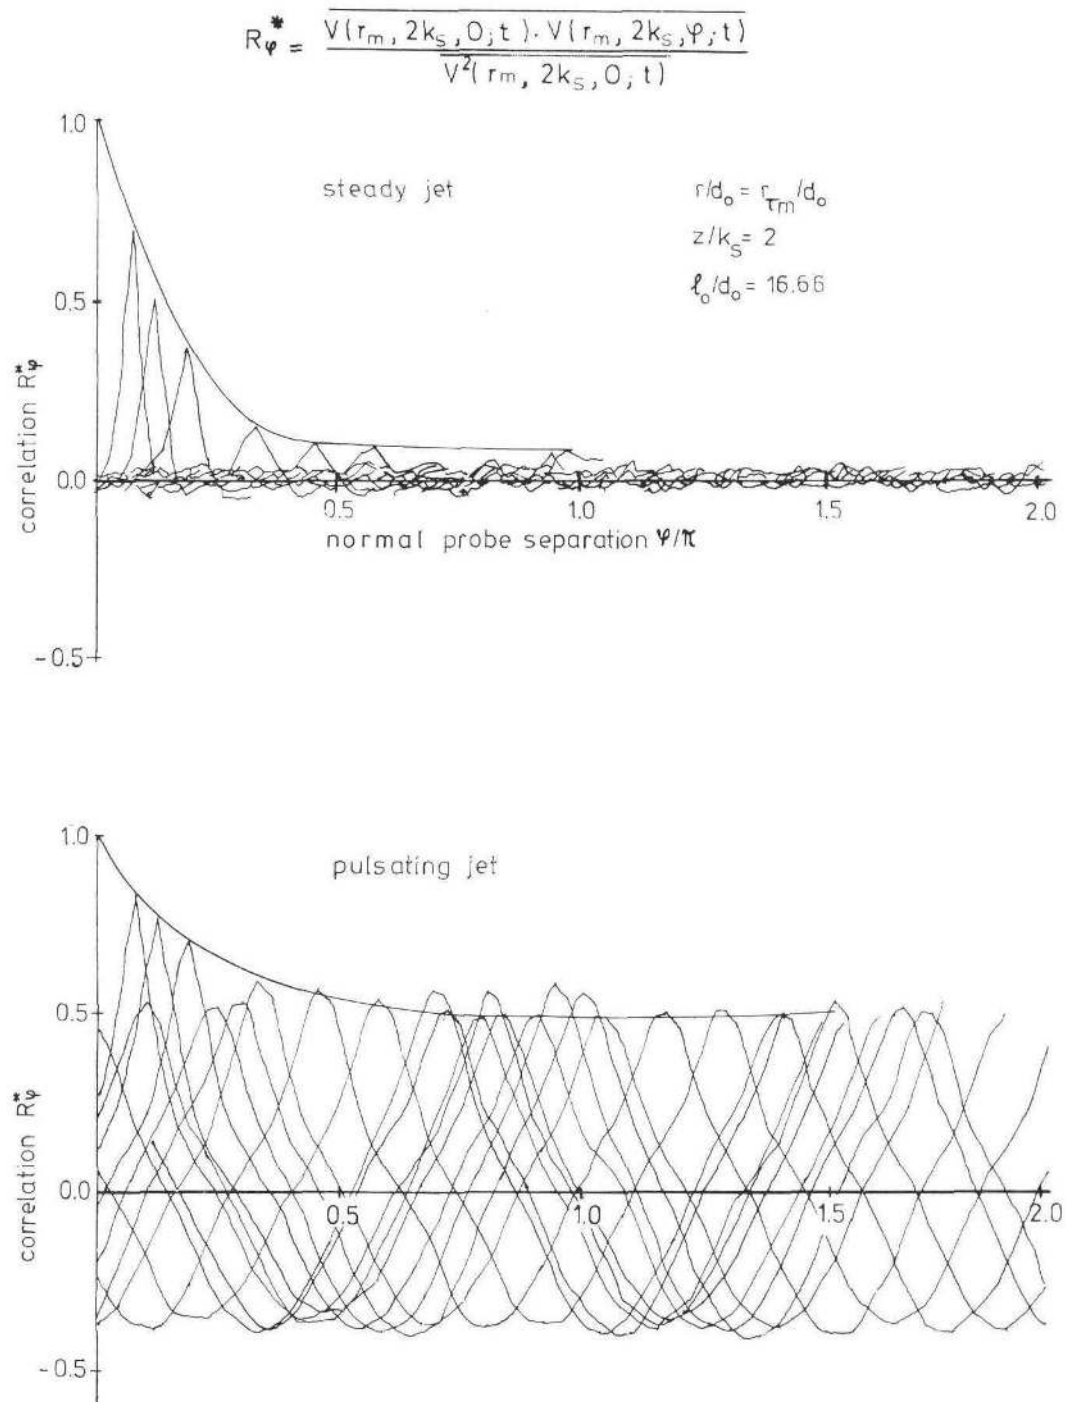 R*φ = V(rm, 2ks, 0; t) · V(rm, 2ks, φ; t)
V²(rm, 2ks, 0; t)
1.0
steady jet
r/do = rτm/do
z/ks = 2
ℓo/do = 16.66
0.5
correlation R*φ
0.0
0.5
1.0
1.5
2.0
normal probe separation φ/π
-0.5
1.0
pulsating jet
0.5
correlation R*φ
0.0
0.5
1.0
1.5
2.0
-0.5